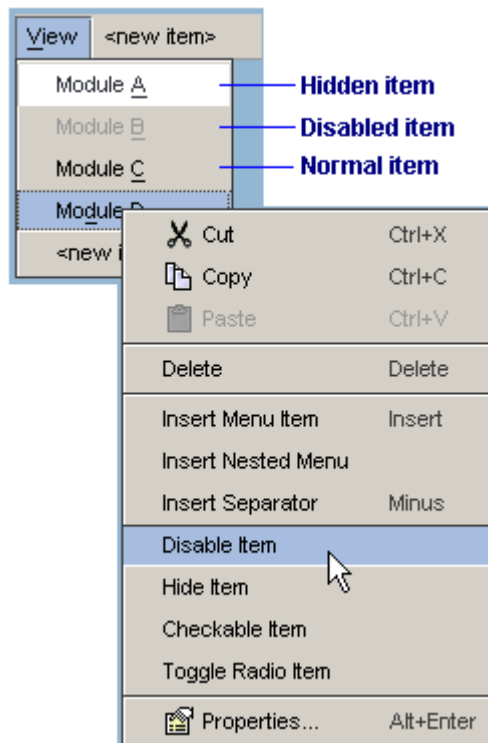 View <new item>
Module A Hidden item
Module B Disabled item
Module C Normal item
Module
<new
Cut Ctrl+X
Copy Ctrl+C
Paste Ctrl+V
Delete Delete
Insert Menu Item Insert
Insert Nested Menu
Insert Separator Minus
Disable Item
Hide Item
Checkable Item
Toggle Radio Item
Properties... Alt+Enter